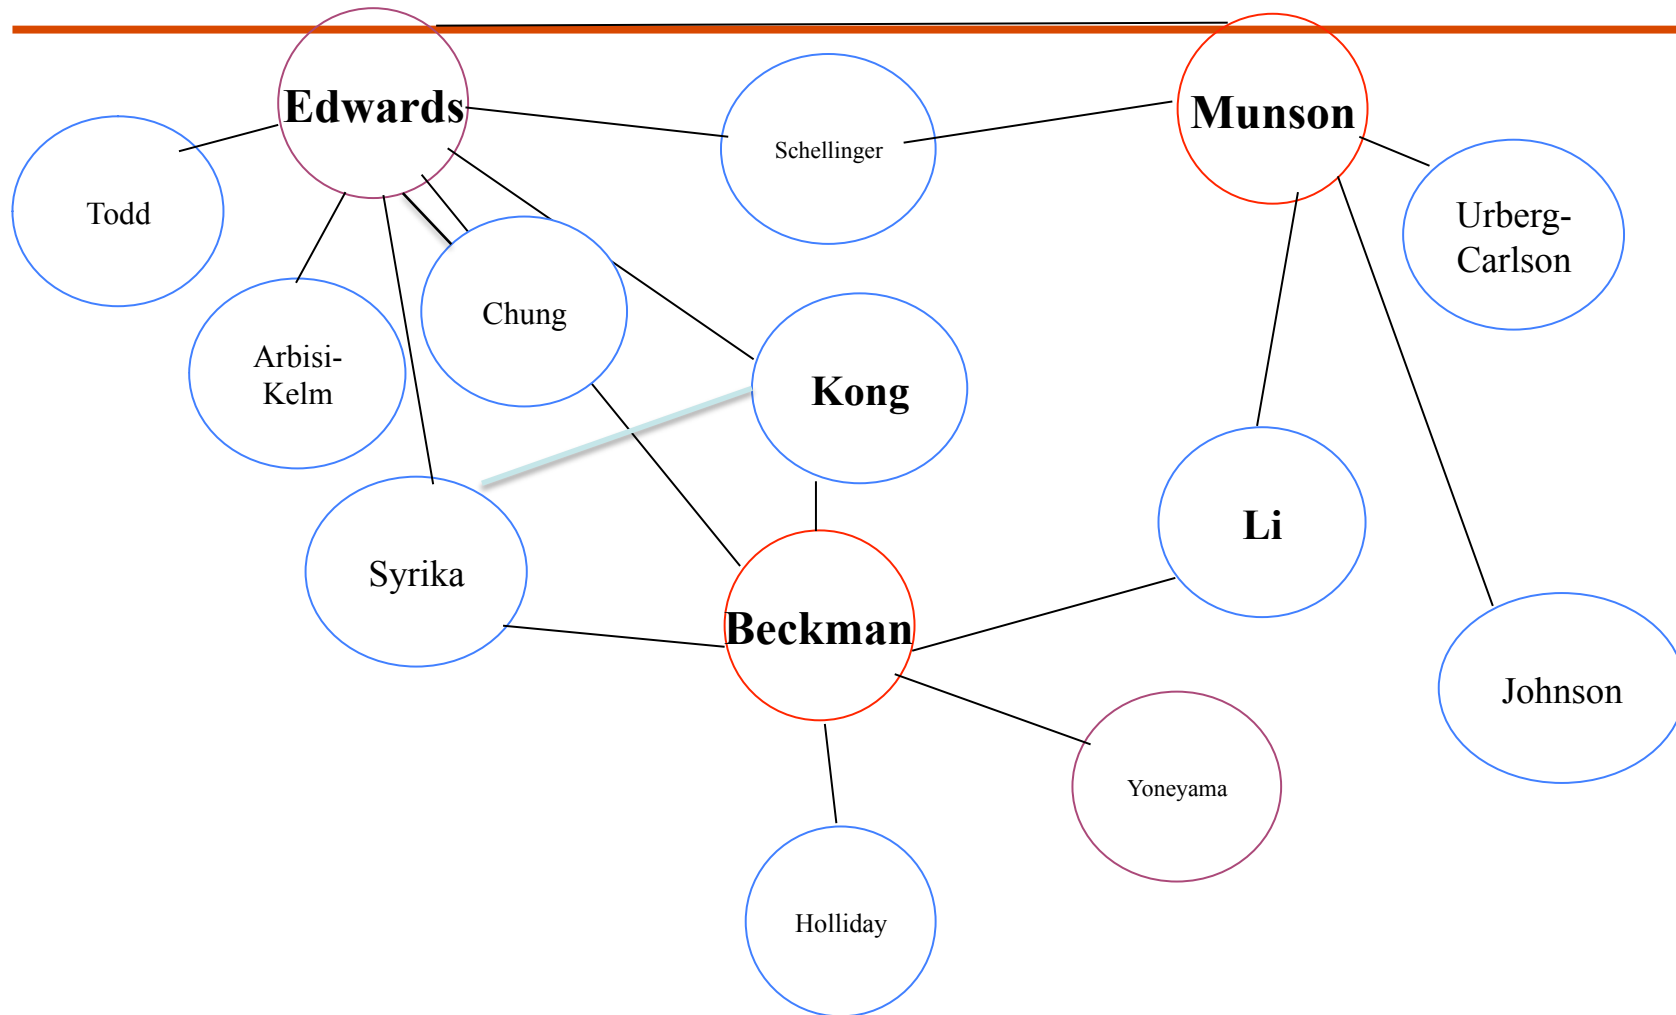 Edwards
Munson
Schellinger
Todd
Urberg-
Carlson
Chung
Arbisi-
Kelm
Kong
Li
Syrika
Beckman
Johnson
Yoneyama
Holliday